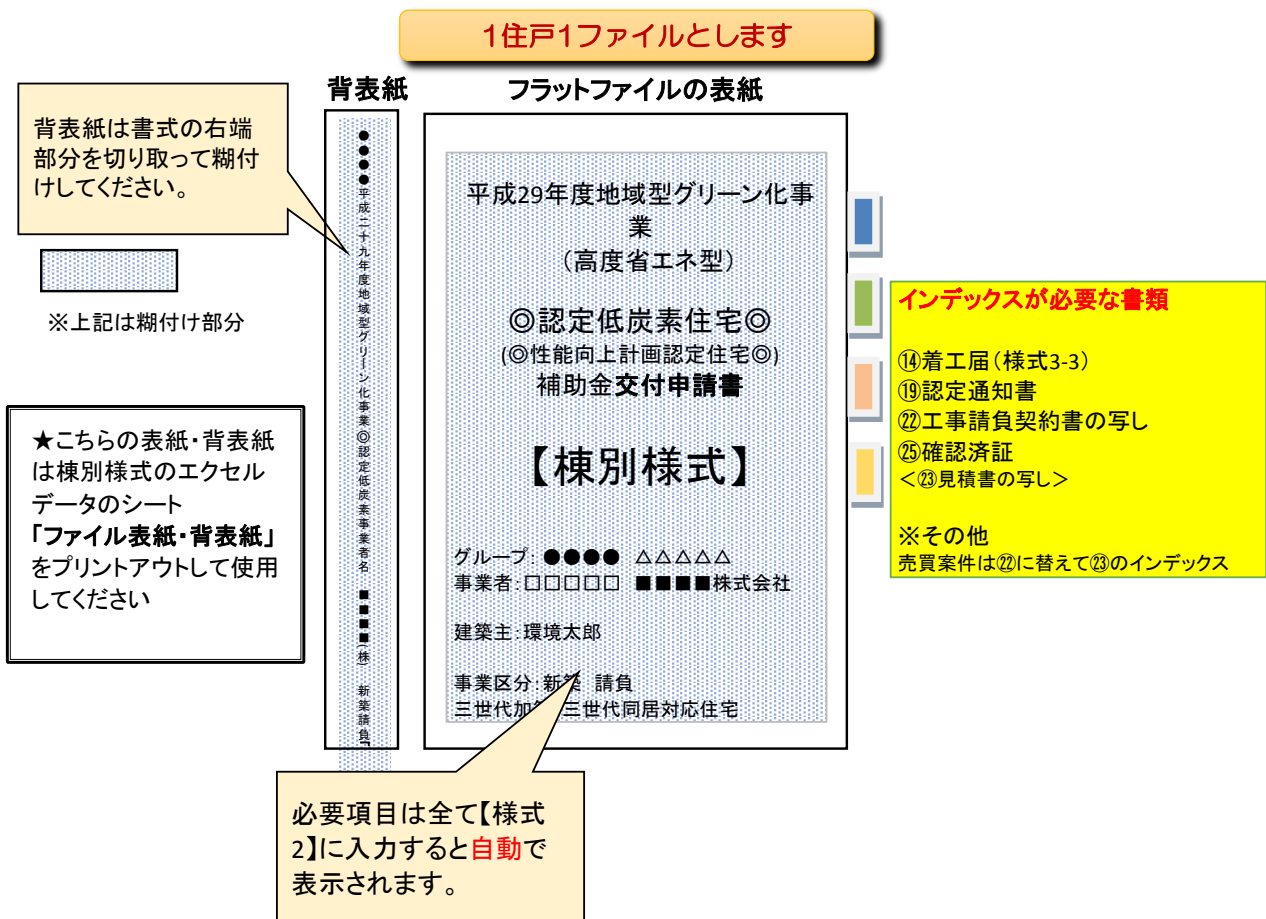 1住戸1ファイルとします
背表紙
フラットファイルの表紙
背表紙は書式の右端
部分を切り取って糊付
けしてください。
※上記は糊付け部分
★こちらの表紙・背表紙
は棟別様式のエクセル
データのシート
「ファイル表紙・背表紙」
をプリントアウトして使用
してください
●●●●平成二十九年度地域型グリーン化事業◎認定低炭素事業者名 ■■■■(株) 新築請負
平成29年度地域型グリーン化事
業
(高度省エネ型)
◎認定低炭素住宅◎
(◎性能向上計画認定住宅◎)
補助金交付申請書
【棟別様式】
グループ:●●●● △△△△△
事業者:□□□□□ ■■■■株式会社
建築主:環境太郎
事業区分:新築 請負
三世代加 三世代同居対応住宅
インデックスが必要な書類
⑭着工届(様式3-3)
⑲認定通知書
㉒工事請負契約書の写し
㉕確認済証
<㉓見積書の写し>
※その他
売買案件は㉒に替えて㉓のインデックス
必要項目は全て【様式
2】に入力すると自動で
表示されます。